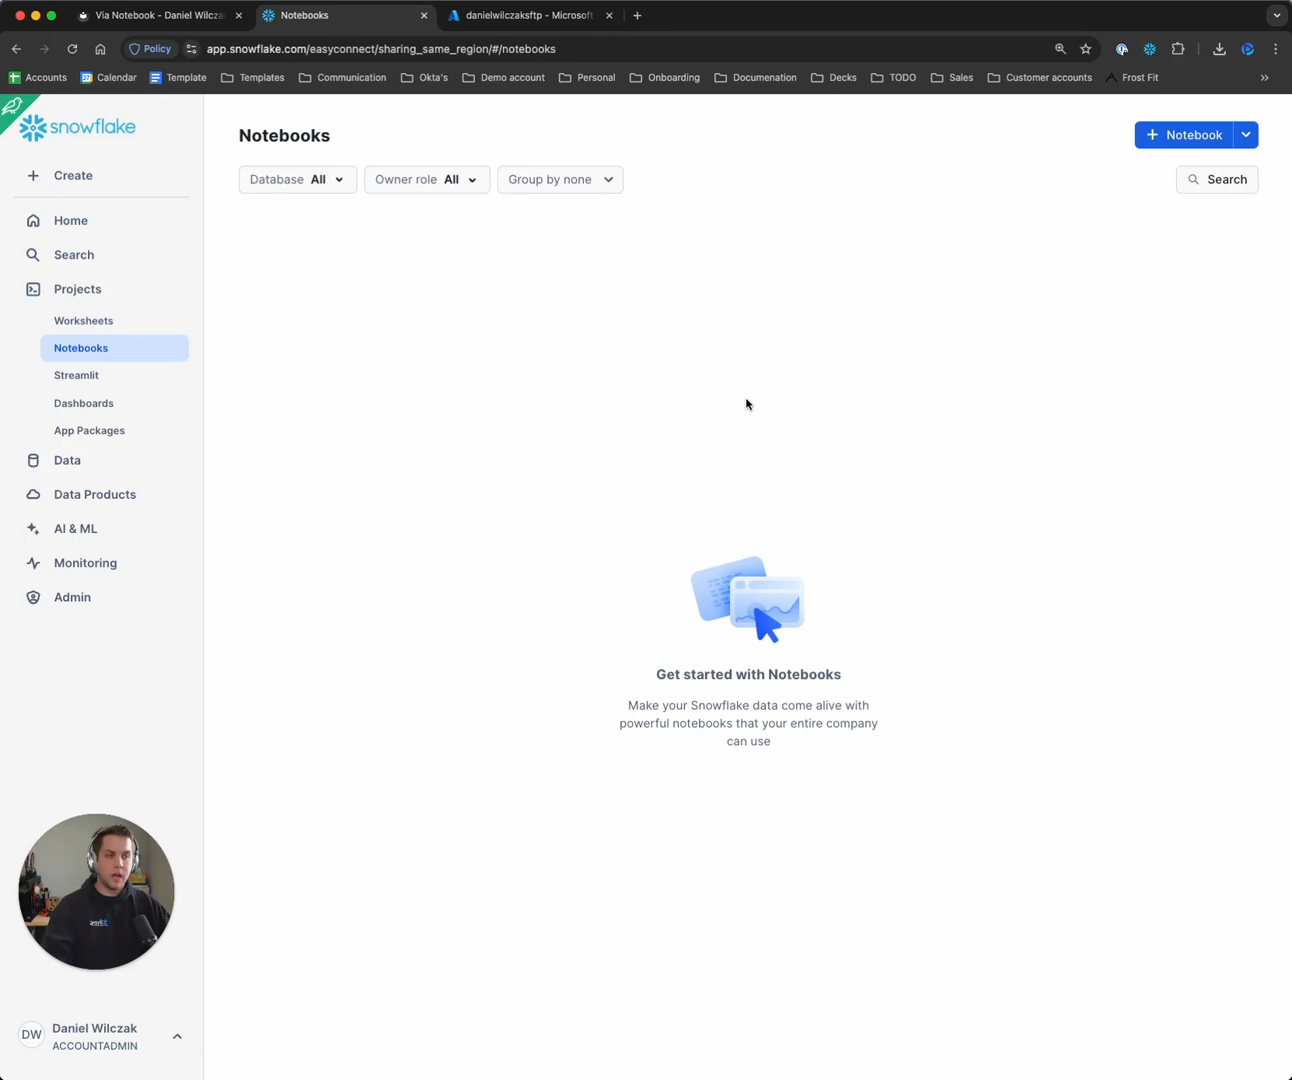 Via Notebook - Daniel Wilcza
Notebooks
danielwilczaksftp - Microsoft
Policy
app.snowflake.com/easyconnect/sharing_same_region/#/notebooks
Accounts
Calendar
Template
Templates
Communication
Okta's
Demo account
Personal
Onboarding
Documenation
Decks
TODO
Sales
Customer accounts
Frost Fit
snowflake
Create
Home
Search
Projects
Worksheets
Notebooks
Streamlit
Dashboards
App Packages
Data
Data Products
AI & ML
Monitoring
Admin
DW
Daniel Wilczak
ACCOUNTADMIN
Notebooks
Notebook
Database All
Owner role All
Group by none
Search
Get started with Notebooks
Make your Snowflake data come alive with
powerful notebooks that your entire company
can use